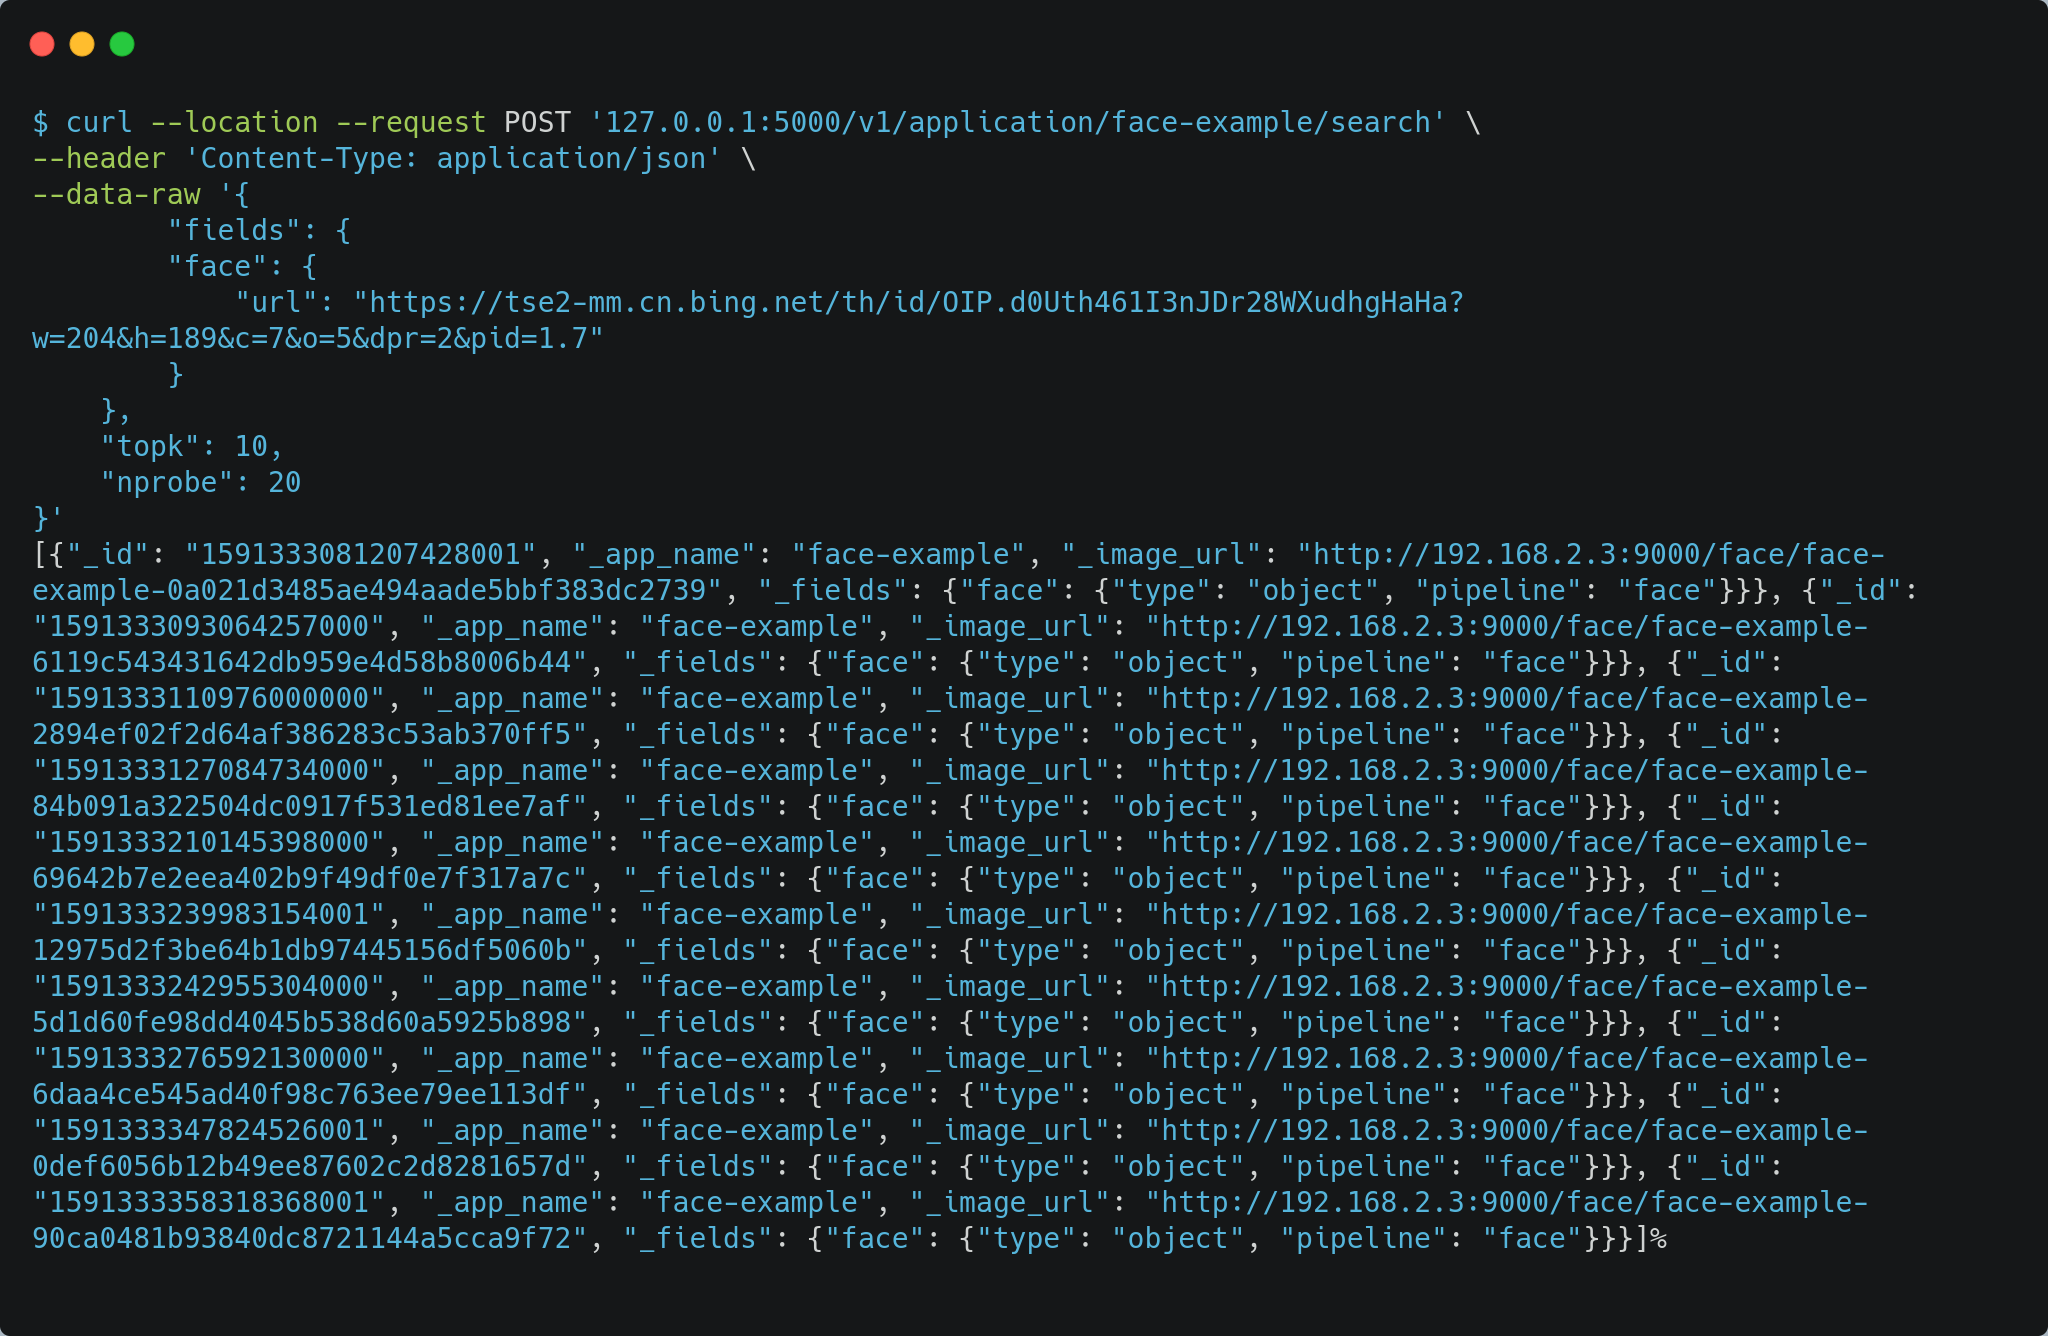 $ curl --location --request POST '127.0.0.1:5000/v1/application/face-example/search' \
--header 'Content-Type: application/json' \
--data-raw '{
        "fields": {
        "face": {
            "url": "https://tse2-mm.cn.bing.net/th/id/OIP.d0Uth461I3nJDr28WXudhgHaHa?
w=204&h=189&c=7&o=5&dpr=2&pid=1.7"
        }
    },
    "topk": 10,
    "nprobe": 20
}'
[{"_id": "1591333081207428001", "_app_name": "face-example", "_image_url": "http://192.168.2.3:9000/face/face-
example-0a021d3485ae494aade5bbf383dc2739", "_fields": {"face": {"type": "object", "pipeline": "face"}}}, {"_id":
"1591333093064257000", "_app_name": "face-example", "_image_url": "http://192.168.2.3:9000/face/face-example-
6119c543431642db959e4d58b8006b44", "_fields": {"face": {"type": "object", "pipeline": "face"}}}, {"_id":
"1591333110976000000", "_app_name": "face-example", "_image_url": "http://192.168.2.3:9000/face/face-example-
2894ef02f2d64af386283c53ab370ff5", "_fields": {"face": {"type": "object", "pipeline": "face"}}}, {"_id":
"1591333127084734000", "_app_name": "face-example", "_image_url": "http://192.168.2.3:9000/face/face-example-
84b091a322504dc0917f531ed81ee7af", "_fields": {"face": {"type": "object", "pipeline": "face"}}}, {"_id":
"1591333210145398000", "_app_name": "face-example", "_image_url": "http://192.168.2.3:9000/face/face-example-
69642b7e2eea402b9f49df0e7f317a7c", "_fields": {"face": {"type": "object", "pipeline": "face"}}}, {"_id":
"1591333239983154001", "_app_name": "face-example", "_image_url": "http://192.168.2.3:9000/face/face-example-
12975d2f3be64b1db97445156df5060b", "_fields": {"face": {"type": "object", "pipeline": "face"}}}, {"_id":
"1591333242955304000", "_app_name": "face-example", "_image_url": "http://192.168.2.3:9000/face/face-example-
5d1d60fe98dd4045b538d60a5925b898", "_fields": {"face": {"type": "object", "pipeline": "face"}}}, {"_id":
"1591333276592130000", "_app_name": "face-example", "_image_url": "http://192.168.2.3:9000/face/face-example-
6daa4ce545ad40f98c763ee79ee113df", "_fields": {"face": {"type": "object", "pipeline": "face"}}}, {"_id":
"1591333347824526001", "_app_name": "face-example", "_image_url": "http://192.168.2.3:9000/face/face-example-
0def6056b12b49ee87602c2d8281657d", "_fields": {"face": {"type": "object", "pipeline": "face"}}}, {"_id":
"1591333358318368001", "_app_name": "face-example", "_image_url": "http://192.168.2.3:9000/face/face-example-
90ca0481b93840dc8721144a5cca9f72", "_fields": {"face": {"type": "object", "pipeline": "face"}}}]%